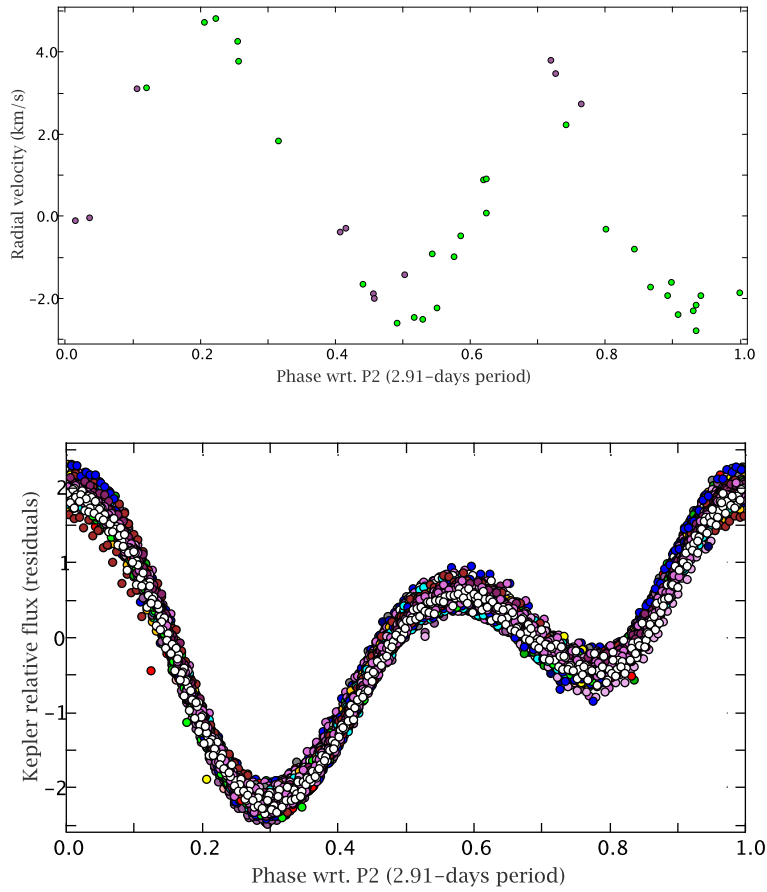 4.0
2.0
0.0
−2.0
Radial velocity (km/s)
0.0 0.2 0.4 0.6 0.8 1.0
Phase wrt. P2 (2.91−days period)
2
1
0
−1
−2
Kepler relative flux (residuals)
0.0 0.2 0.4 0.6 0.8 1.0
Phase wrt. P2 (2.91−days period)